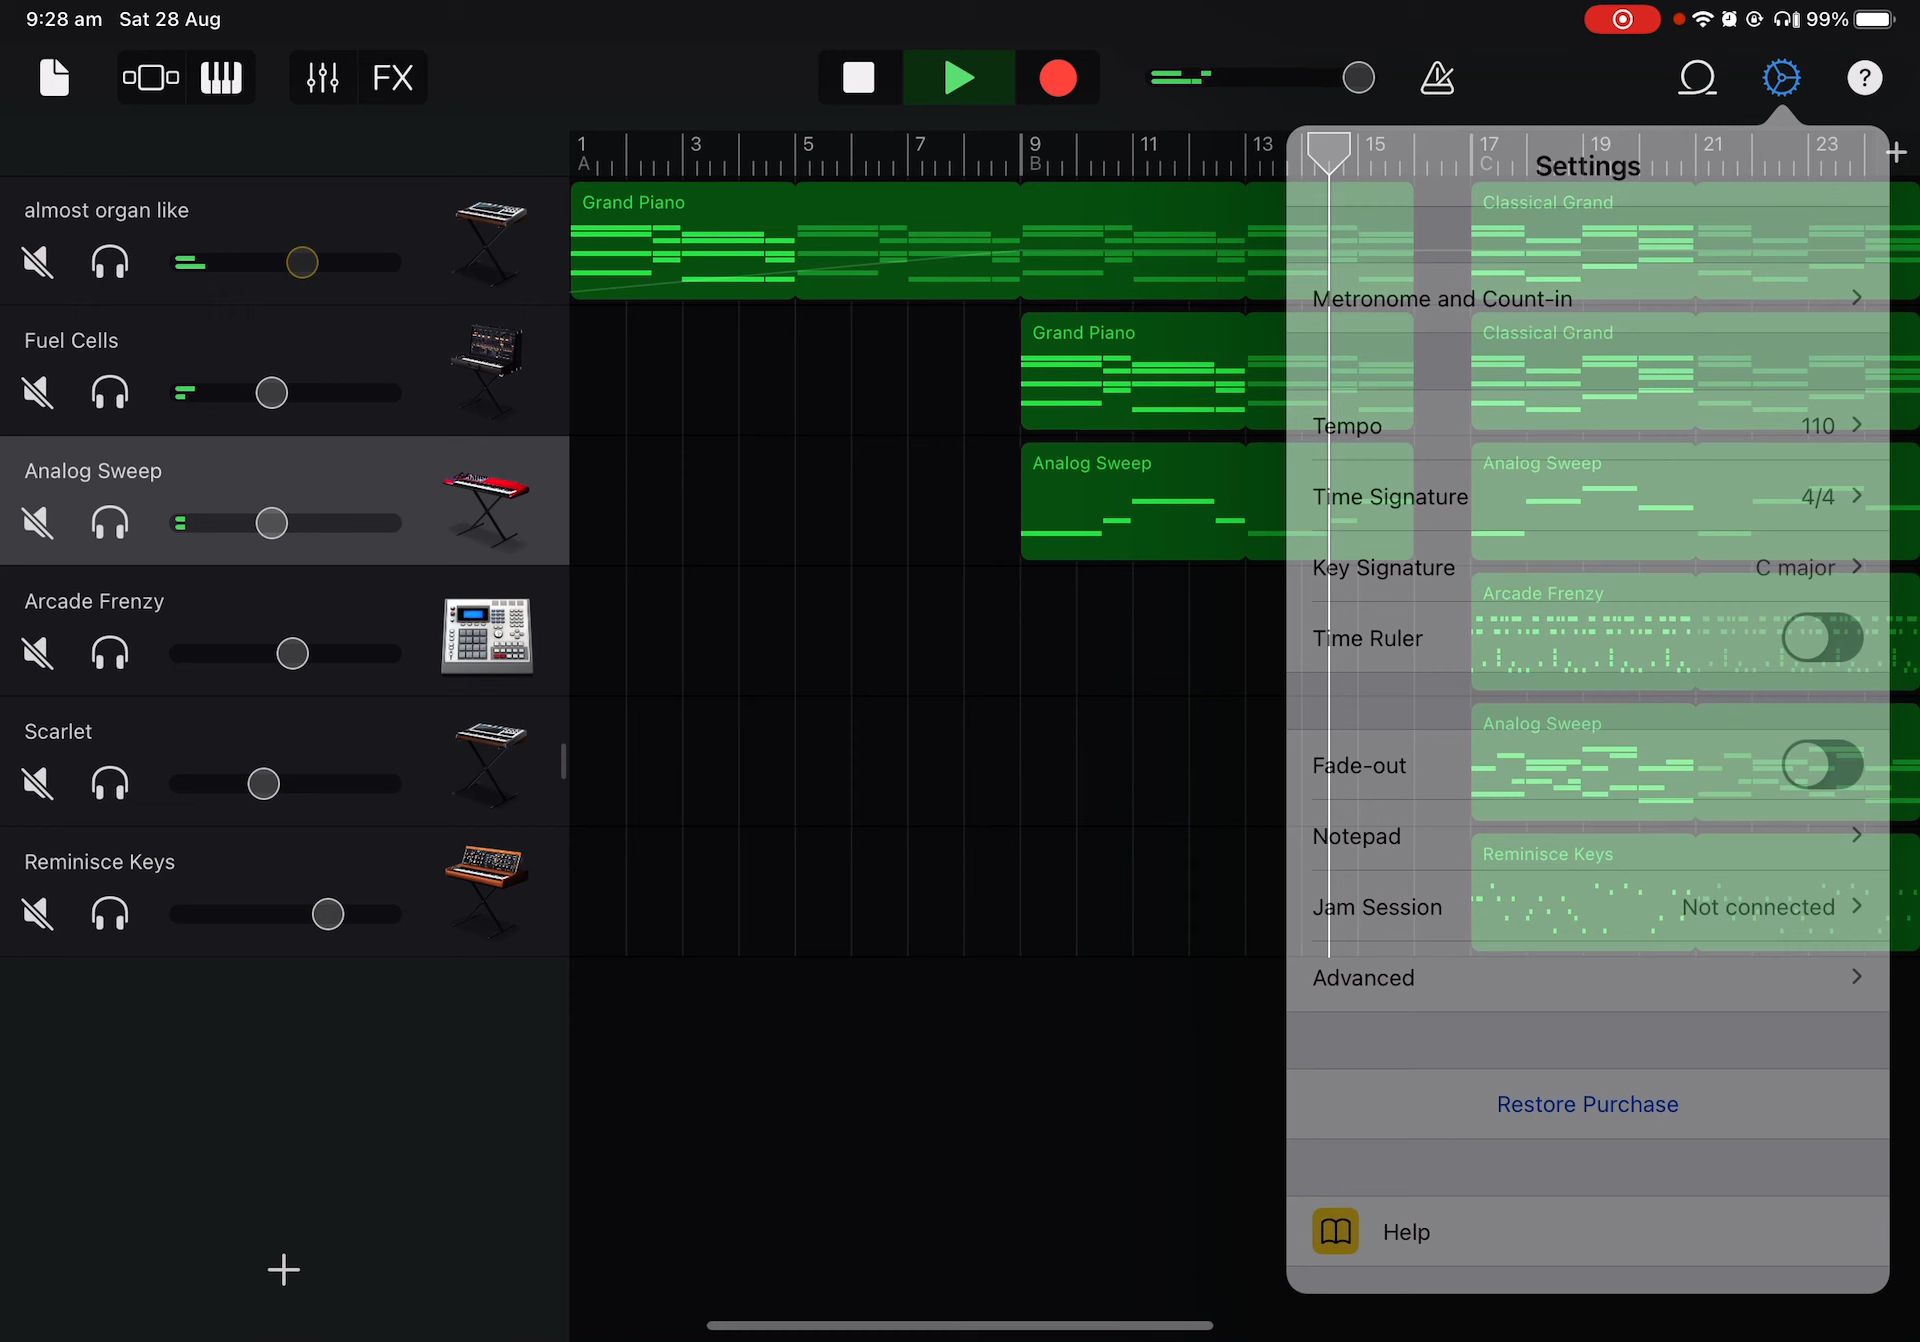 9:28 am Sat 28 Aug
99%
FX
?
1 3 5 7 9 11 13 15 17 19 21 23
A B C
Settings
almost organ like
Grand Piano
Classical Grand
Metronome and Count-in
Fuel Cells
Grand Piano
Classical Grand
Tempo 110
Analog Sweep
Analog Sweep
Analog Sweep
Time Signature 4/4
Key Signature C major
Arcade Frenzy
Arcade Frenzy
Time Ruler
Scarlet
Analog Sweep
Fade-out
Notepad
Reminisce Keys
Reminisce Keys
Jam Session Not connected
Advanced
Restore Purchase
Help